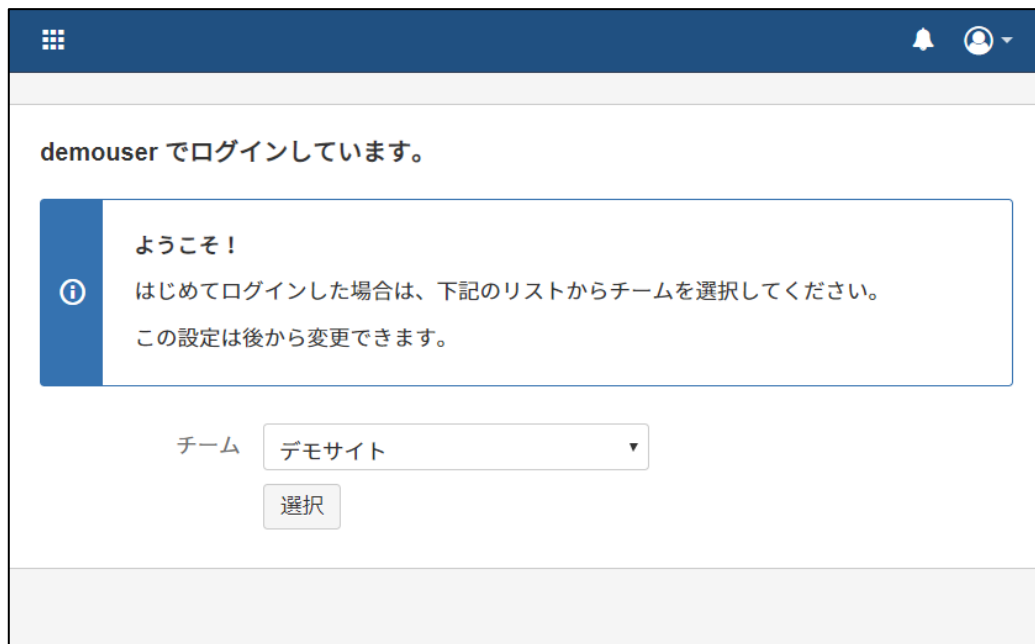 demouser でログインしています。
ようこそ！
はじめてログインした場合は、下記のリストからチームを選択してください。
この設定は後から変更できます。
チーム デモサイト
選択